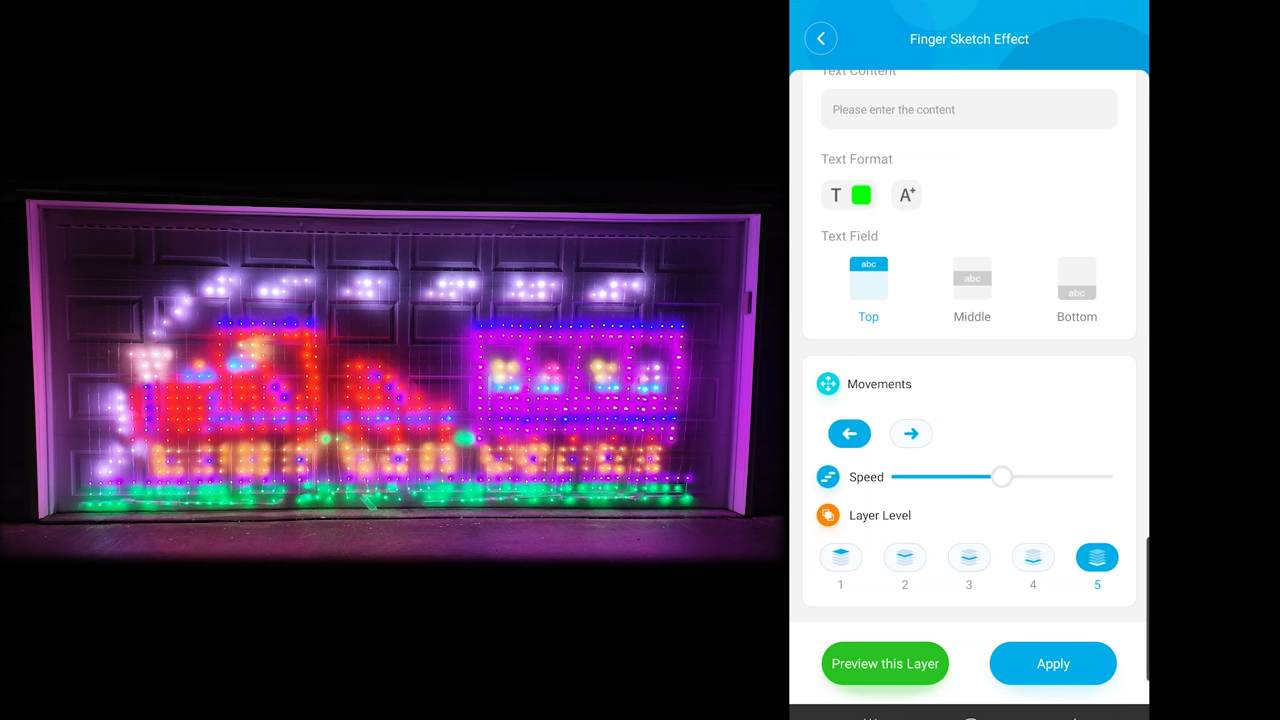 Finger Sketch Effect
Text Content
Please enter the content
Text Format
T A+
Text Field
abc abc abc
Top Middle Bottom
Movements
Speed
Layer Level
1 2 3 4 5
Preview this Layer Apply